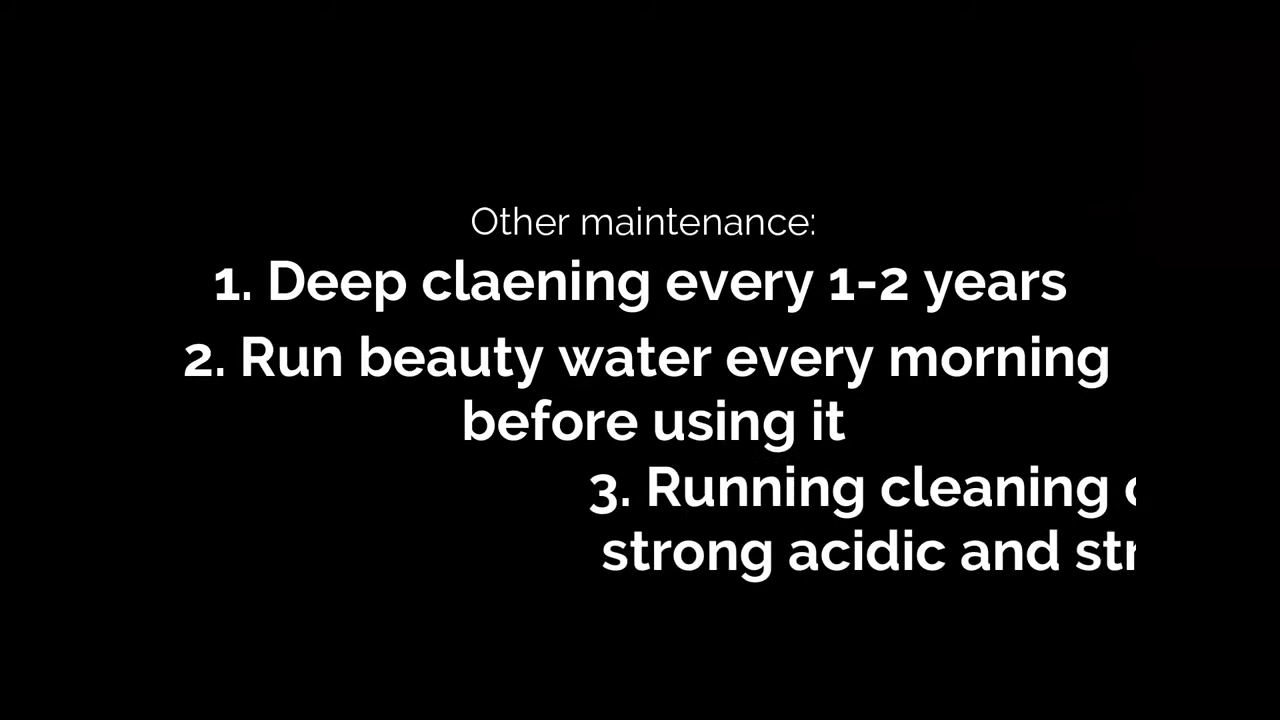 Other maintenance:
1. Deep claening every 1-2 years
2. Run beauty water every morning
before using it
3. Running cleaning
strong acidic and